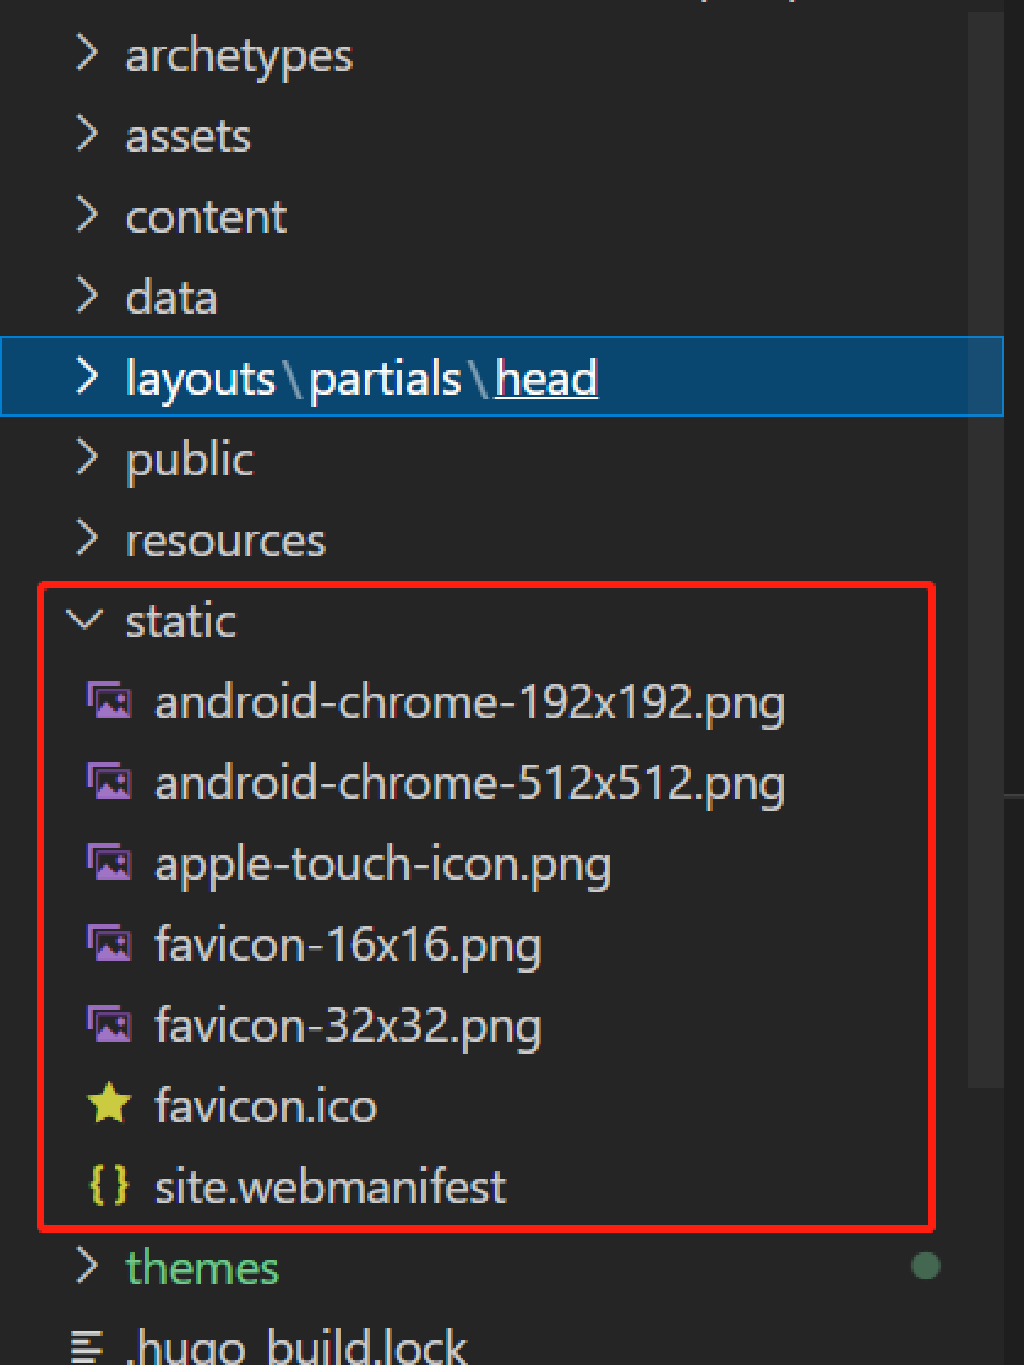 archetypes
assets
content
data
layouts\partials\head
public
resources
static
android-chrome-192x192.png
android-chrome-512x512.png
apple-touch-icon.png
favicon-16x16.png
favicon-32x32.png
favicon.ico
site.webmanifest
themes
.hugo_build.lock